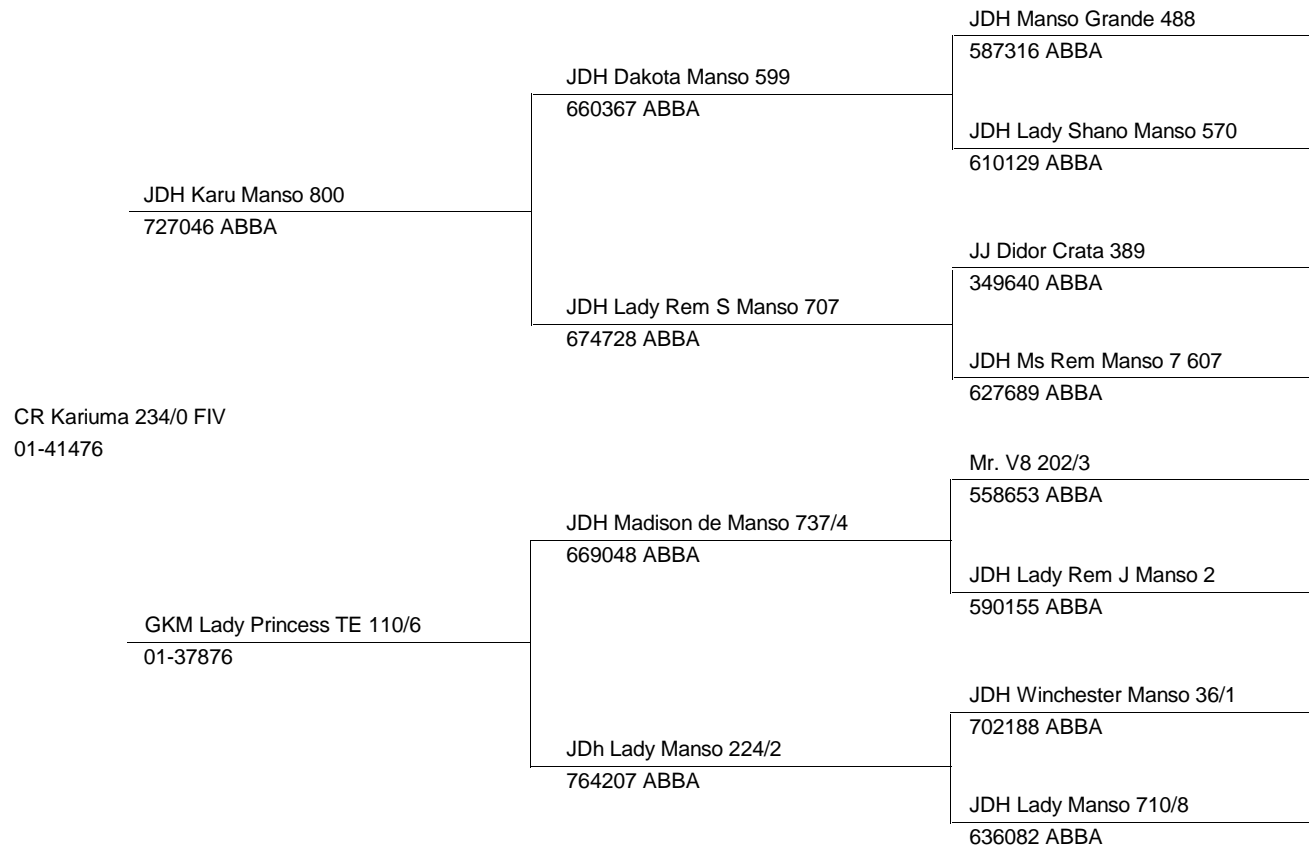 JDH Manso Grande 488
587316 ABBA
JDH Dakota Manso 599
660367 ABBA
JDH Lady Shano Manso 570
610129 ABBA
JDH Karu Manso 800
727046 ABBA
JJ Didor Crata 389
349640 ABBA
JDH Lady Rem S Manso 707
674728 ABBA
JDH Ms Rem Manso 7 607
627689 ABBA
CR Kariuma 234/0 FIV
01-41476
Mr. V8 202/3
558653 ABBA
JDH Madison de Manso 737/4
669048 ABBA
JDH Lady Rem J Manso 2
590155 ABBA
GKM Lady Princess TE 110/6
01-37876
JDH Winchester Manso 36/1
702188 ABBA
JDh Lady Manso 224/2
764207 ABBA
JDH Lady Manso 710/8
636082 ABBA